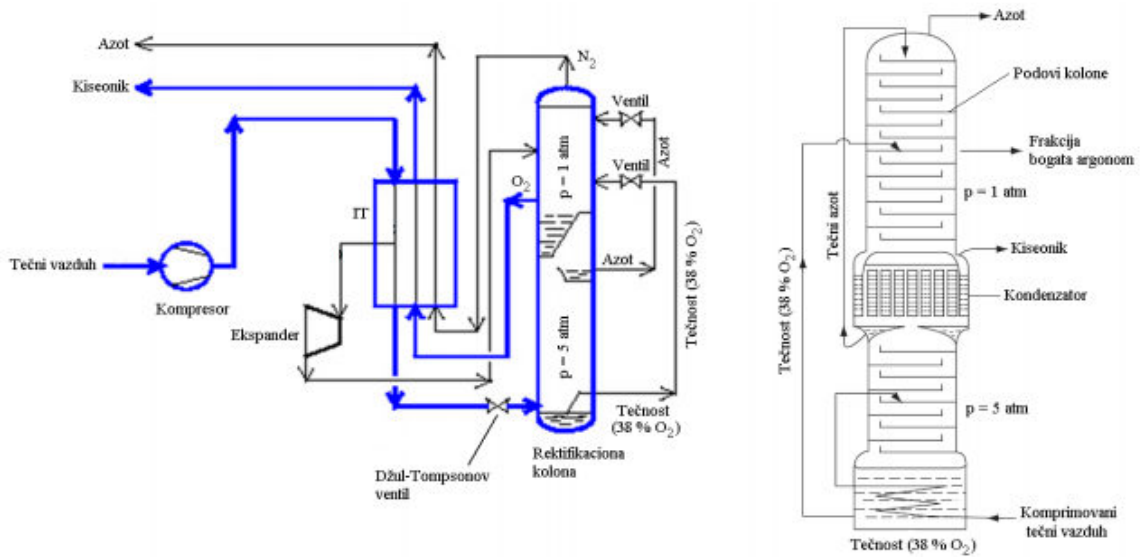 Azot
Kiseonik
Tečni vazduh
Kompresor
IT
Ekspander
Džul-Tompsonov
ventil
N2
O2
p = 1 atm
p = 5 atm
Ventil
Azot
Ventil
Azot
Tečnost (38 % O2)
Tečnost
(38 % O2)
Rektifikaciona
kolona
Azot
Podovi kolone
Frakcija
bogata argonom
p = 1 atm
Tečni azot
Tečnost (38 % O2)
Kiseonik
Kondenzator
p = 5 atm
Komprimovani
tečni vazduh
Tečnost (38 % O2)